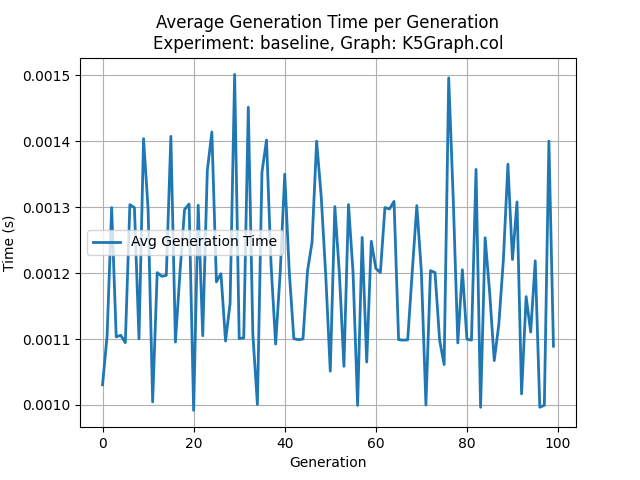 Average Generation Time per Generation
Experiment: baseline, Graph: K5Graph.col
Time (s)
0.0015
0.0014
0.0013
0.0012
0.0011
0.0010
Avg Generation Time
0 20 40 60 80 100
Generation